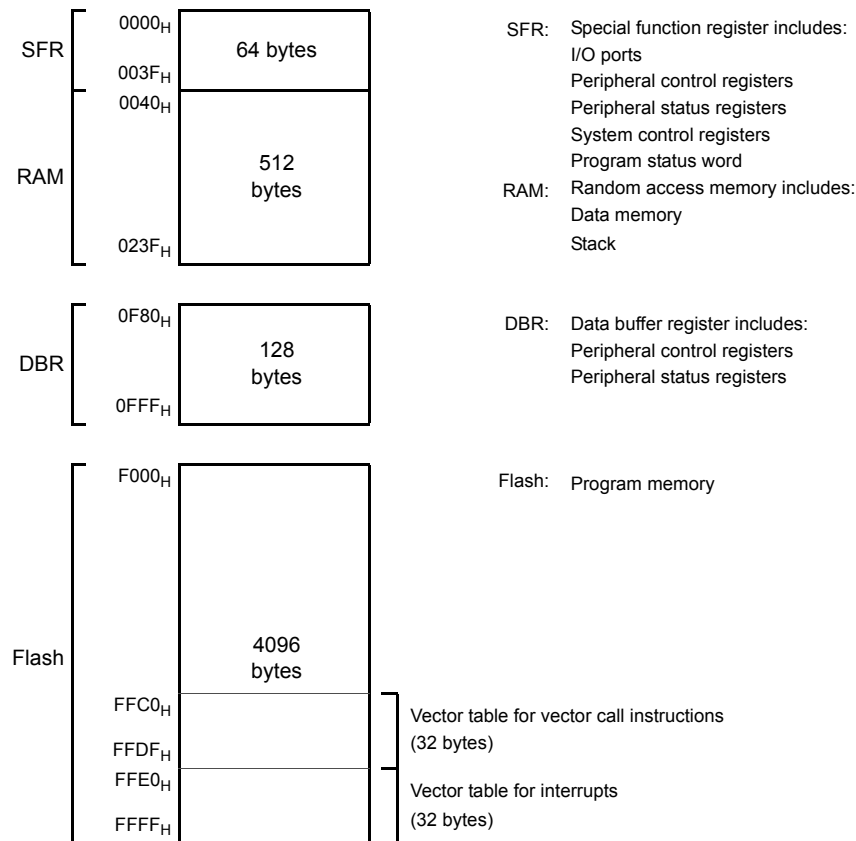 0000H
SFR
64 bytes
003FH
0040H
RAM
512
bytes
023FH
SFR: Special function register includes:
I/O ports
Peripheral control registers
Peripheral status registers
System control registers
Program status word
RAM: Random access memory includes:
Data memory
Stack
0F80H
DBR
128
bytes
0FFFH
DBR: Data buffer register includes:
Peripheral control registers
Peripheral status registers
F000H
Flash: Program memory
Flash
4096
bytes
FFC0H
Vector table for vector call instructions
(32 bytes)
FFDFH
FFE0H
Vector table for interrupts
(32 bytes)
FFFFH